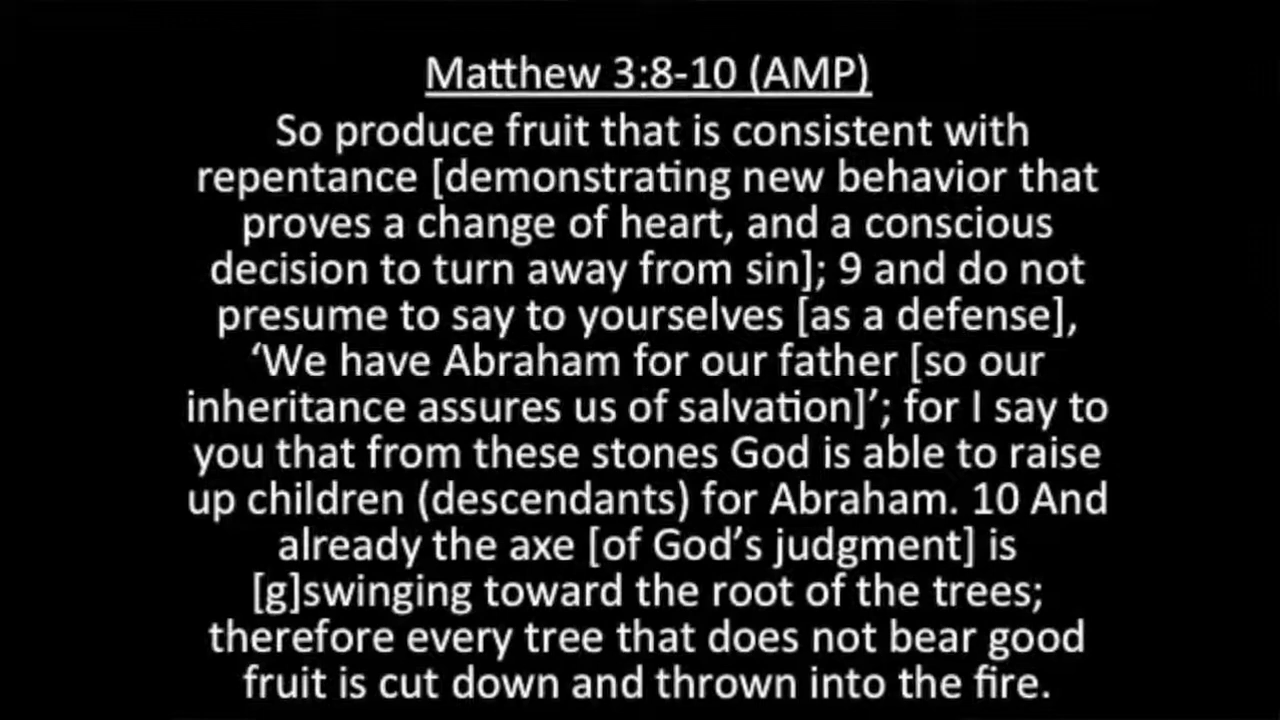 Matthew 3:8-10 (AMP)
So produce fruit that is consistent with
repentance [demonstrating new behavior that
proves a change of heart, and a conscious
decision to turn away from sin]; 9 and do not
presume to say to yourselves [as a defense],
‘We have Abraham for our father [so our
inheritance assures us of salvation]’; for I say to
you that from these stones God is able to raise
up children (descendants) for Abraham. 10 And
already the axe [of God’s judgment] is
[g]swinging toward the root of the trees;
therefore every tree that does not bear good
fruit is cut down and thrown into the fire.